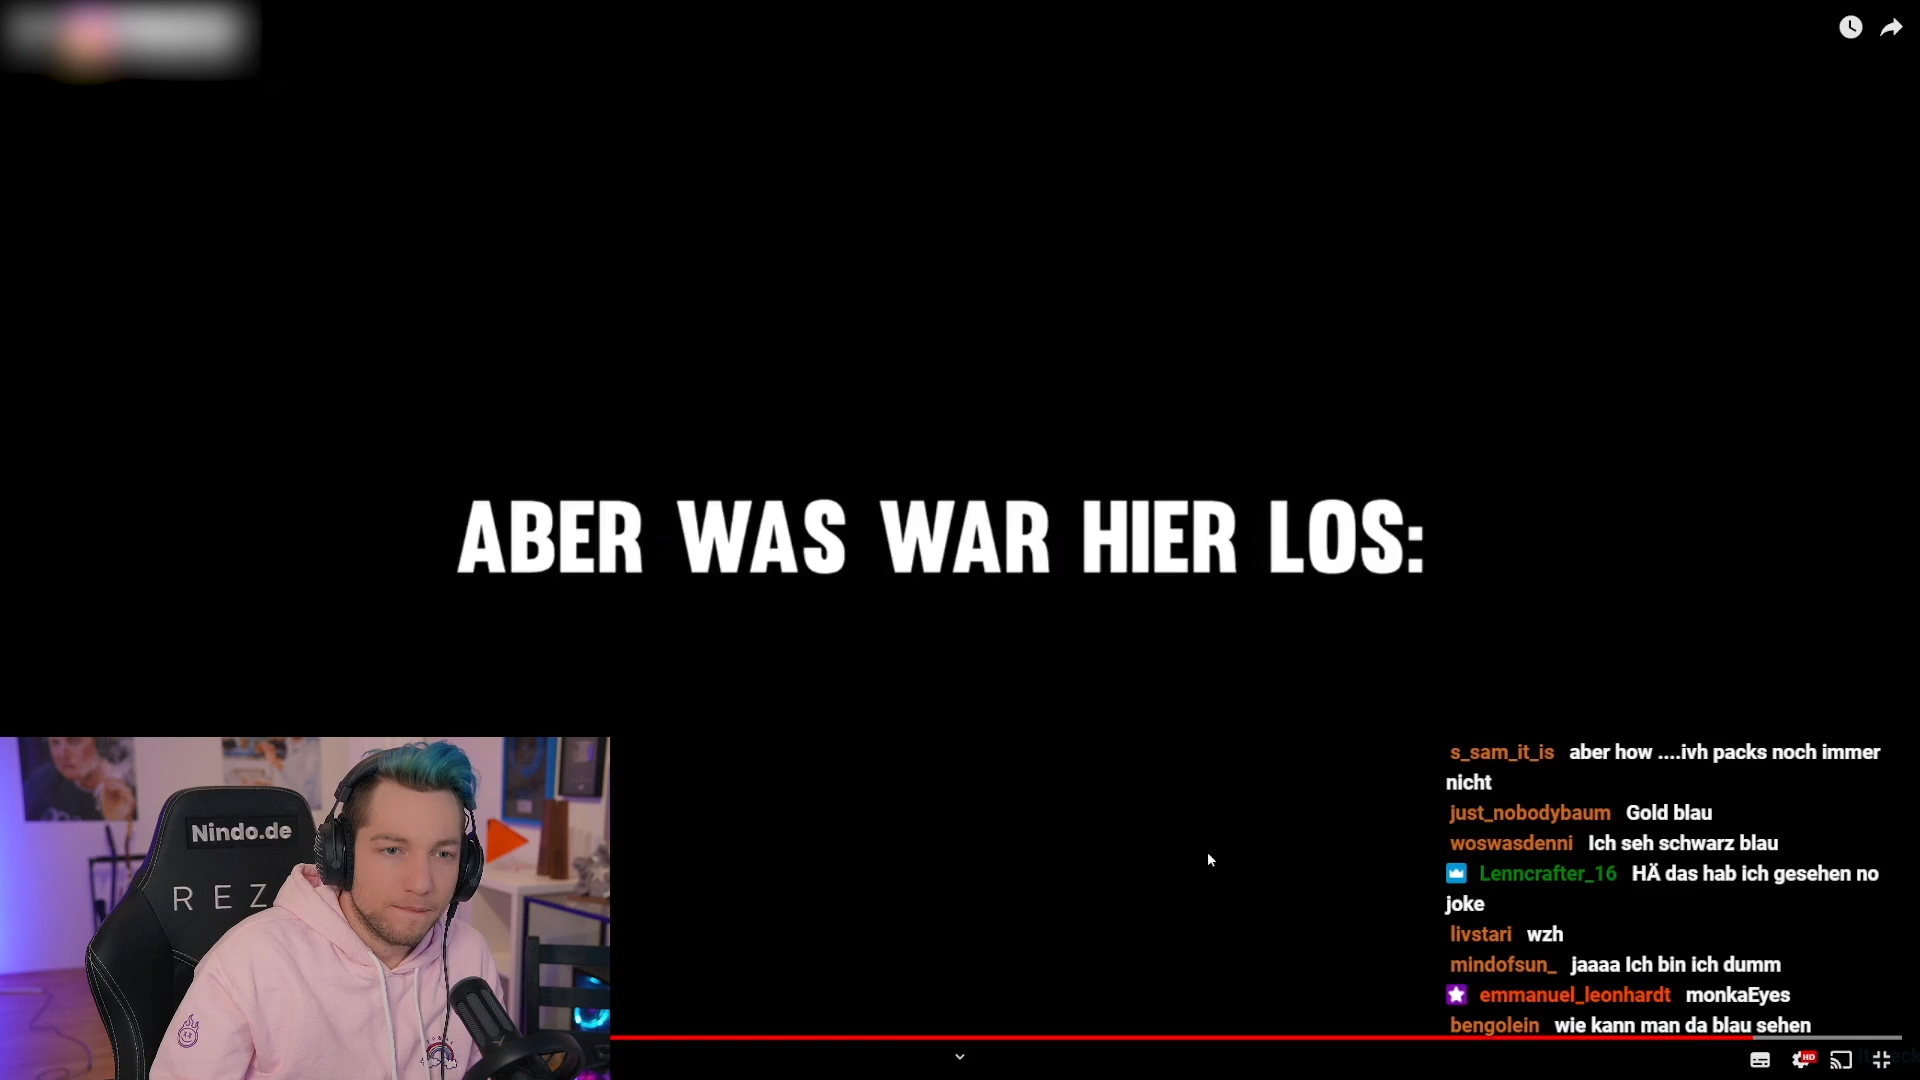 ABER WAS WAR HIER LOS:
Nindo.de
REZ
s_sam_it_is aber how ....ivh packs noch immer
nicht
just_nobodybaum Gold blau
woswasdenni Ich seh schwarz blau
Lenncrafter_16 HÄ das hab ich gesehen no
joke
livstari wzh
mindofsun_ jaaaa Ich bin ich dumm
emmanuel_leonhardt monkaEyes
bengolein wie kann man da blau sehen
HD